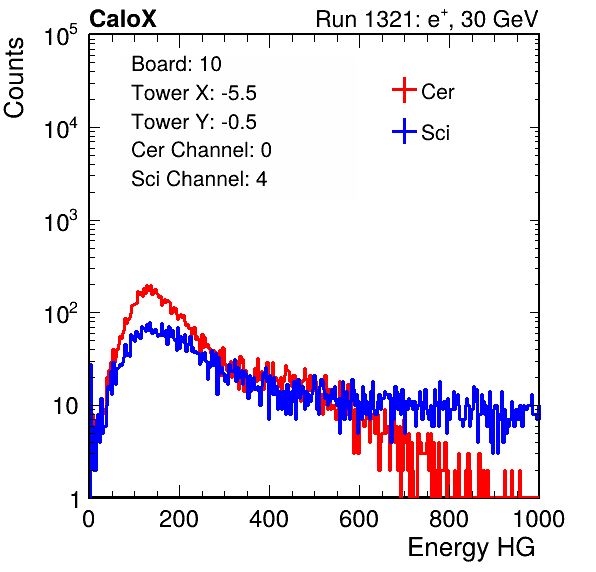 CaloX Run 1321: e⁺, 30 GeV
Counts
Board: 10
Tower X: -5.5
Tower Y: -0.5
Cer Channel: 0
Sci Channel: 4
Cer
Sci
10⁵
10⁴
10³
10²
10
1
0 200 400 600 800 1000
Energy HG